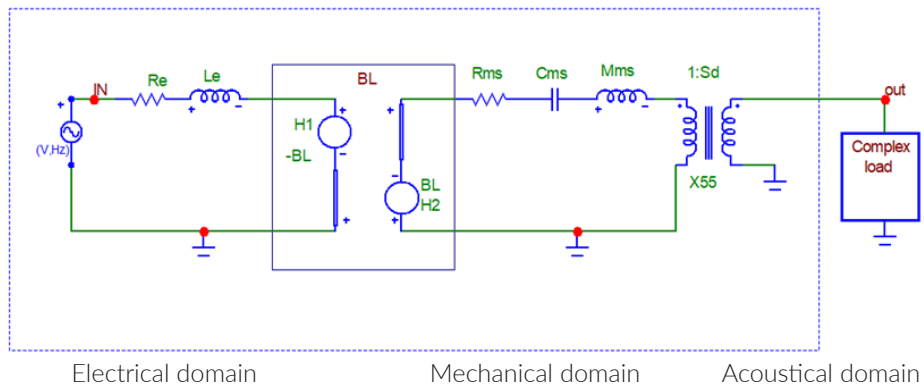 BL
Rms
Cms
Mms
1:Sd
IN
Re
Le
out
H1
-BL
(V,Hz)
BL
H2
X55
Complex
load
Electrical domain
Mechanical domain
Acoustical domain